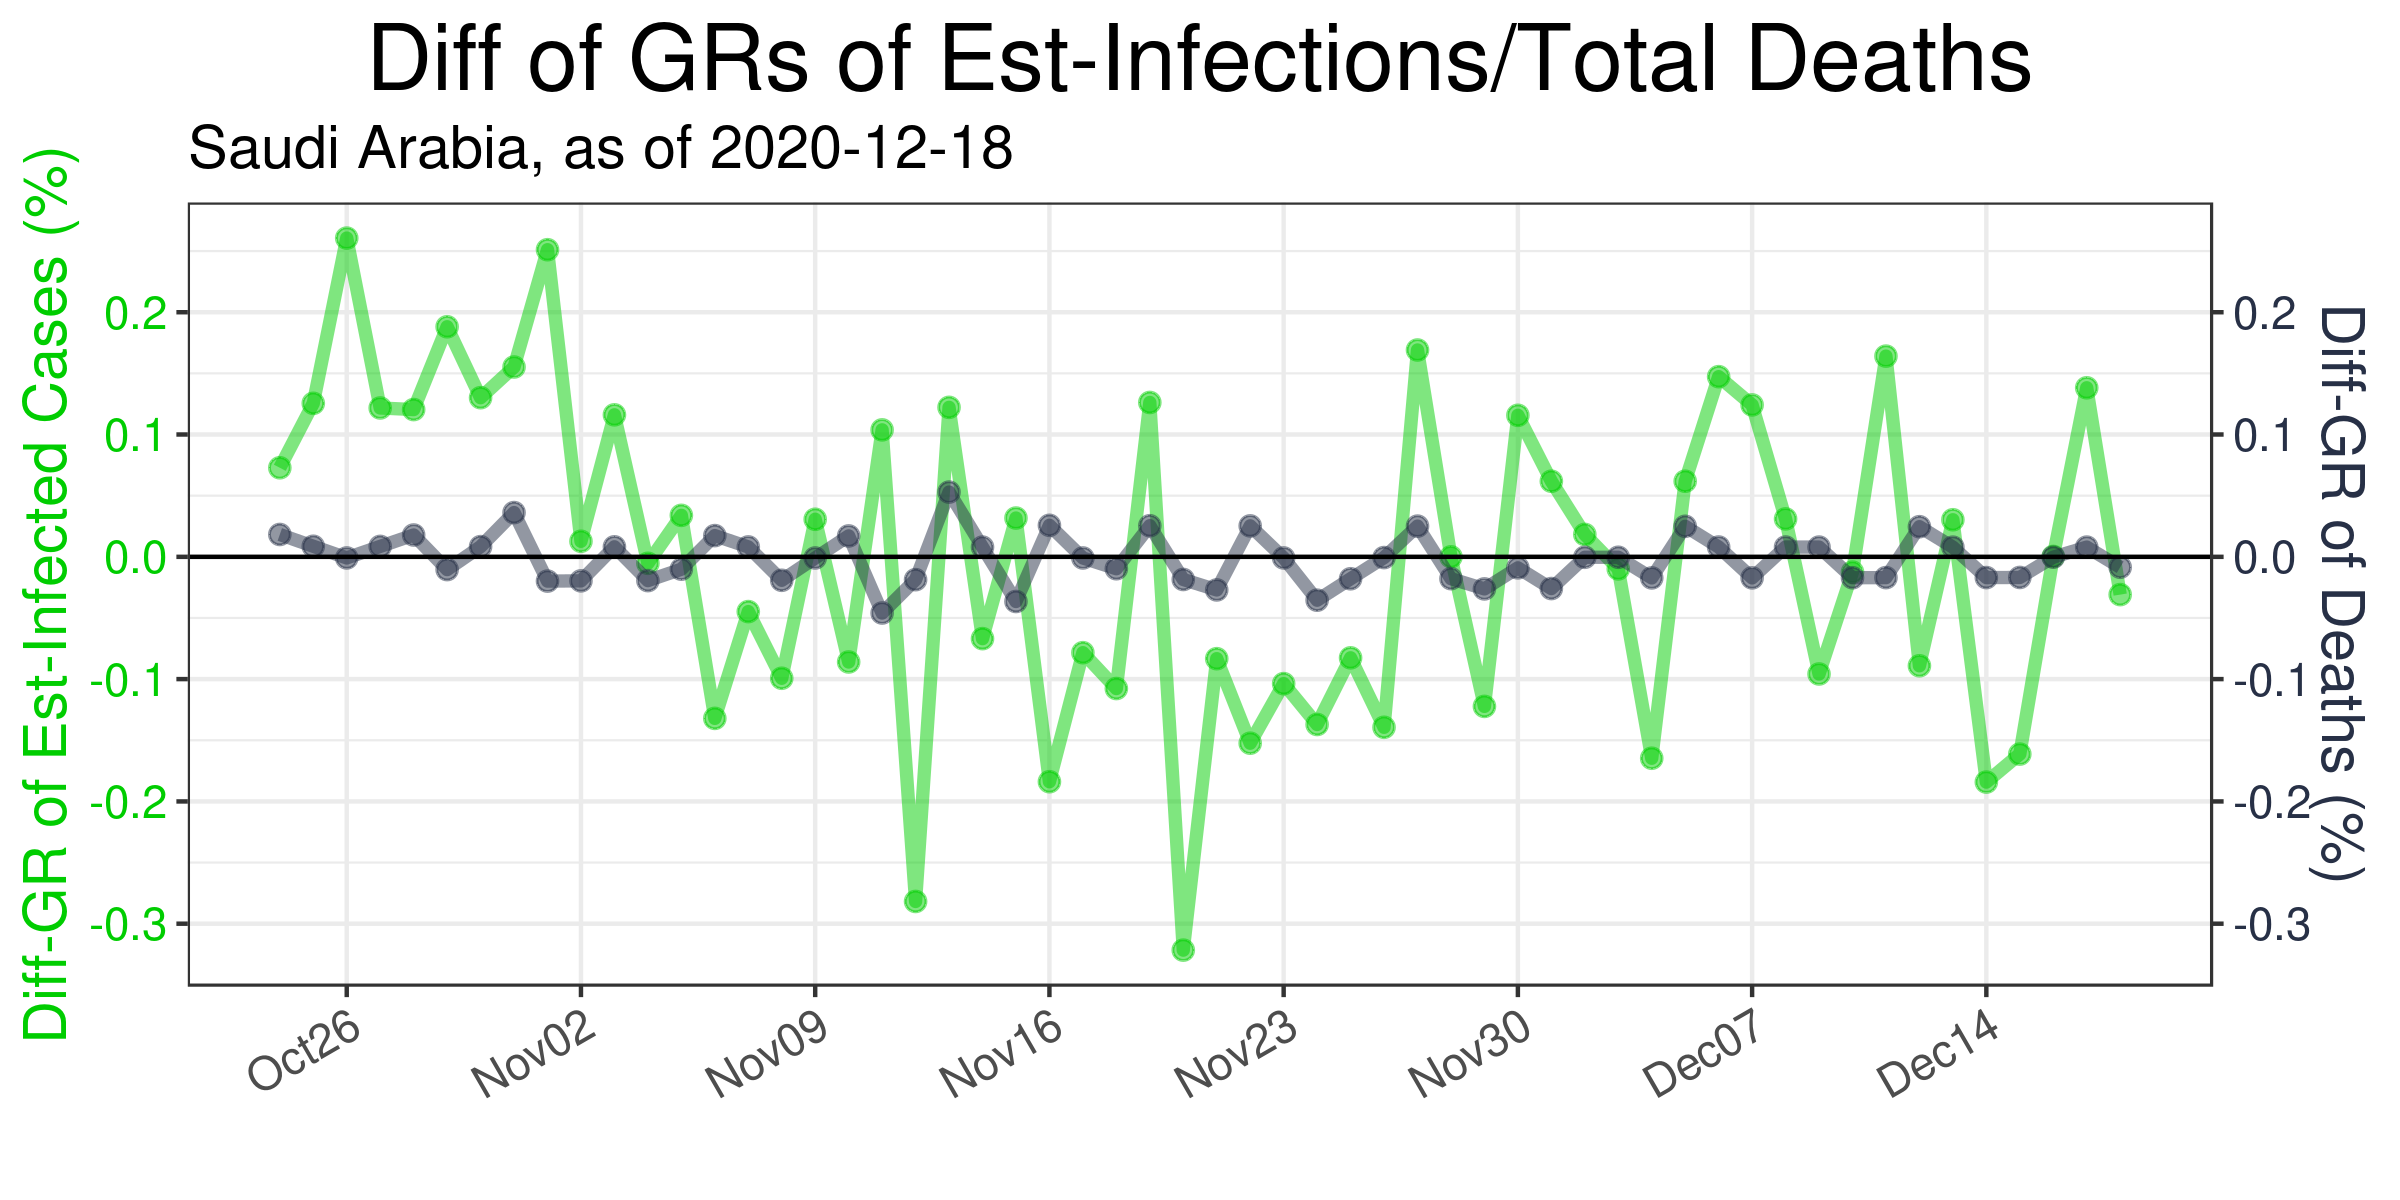 Diff of GRs of Est-Infections/Total Deaths
Saudi Arabia, as of 2020-12-18
Diff-GR of Est-Infected Cases (%)
0.2
0.1
0.0
-0.1
-0.2
-0.3
0.2
0.1
0.0
-0.1
-0.2
-0.3
Diff-GR of Deaths (%)
Oct26
Nov02
Nov09
Nov16
Nov23
Nov30
Dec07
Dec14